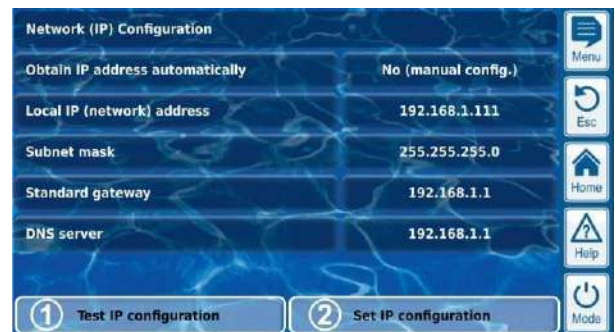 Network (IP) Configuration
Menu
Obtain IP address automatically No (manual config.)
Local IP (network) address 192.168.1.111
Esc
Subnet mask 255.255.255.0
Standard gateway 192.168.1.1
Home
DNS server 192.168.1.1
Help
1 Test IP configuration 2 Set IP configuration
Mode